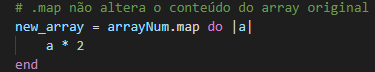 # .map não altera o conteúdo do array original
new_array = arrayNum.map do |a|
    a * 2
end